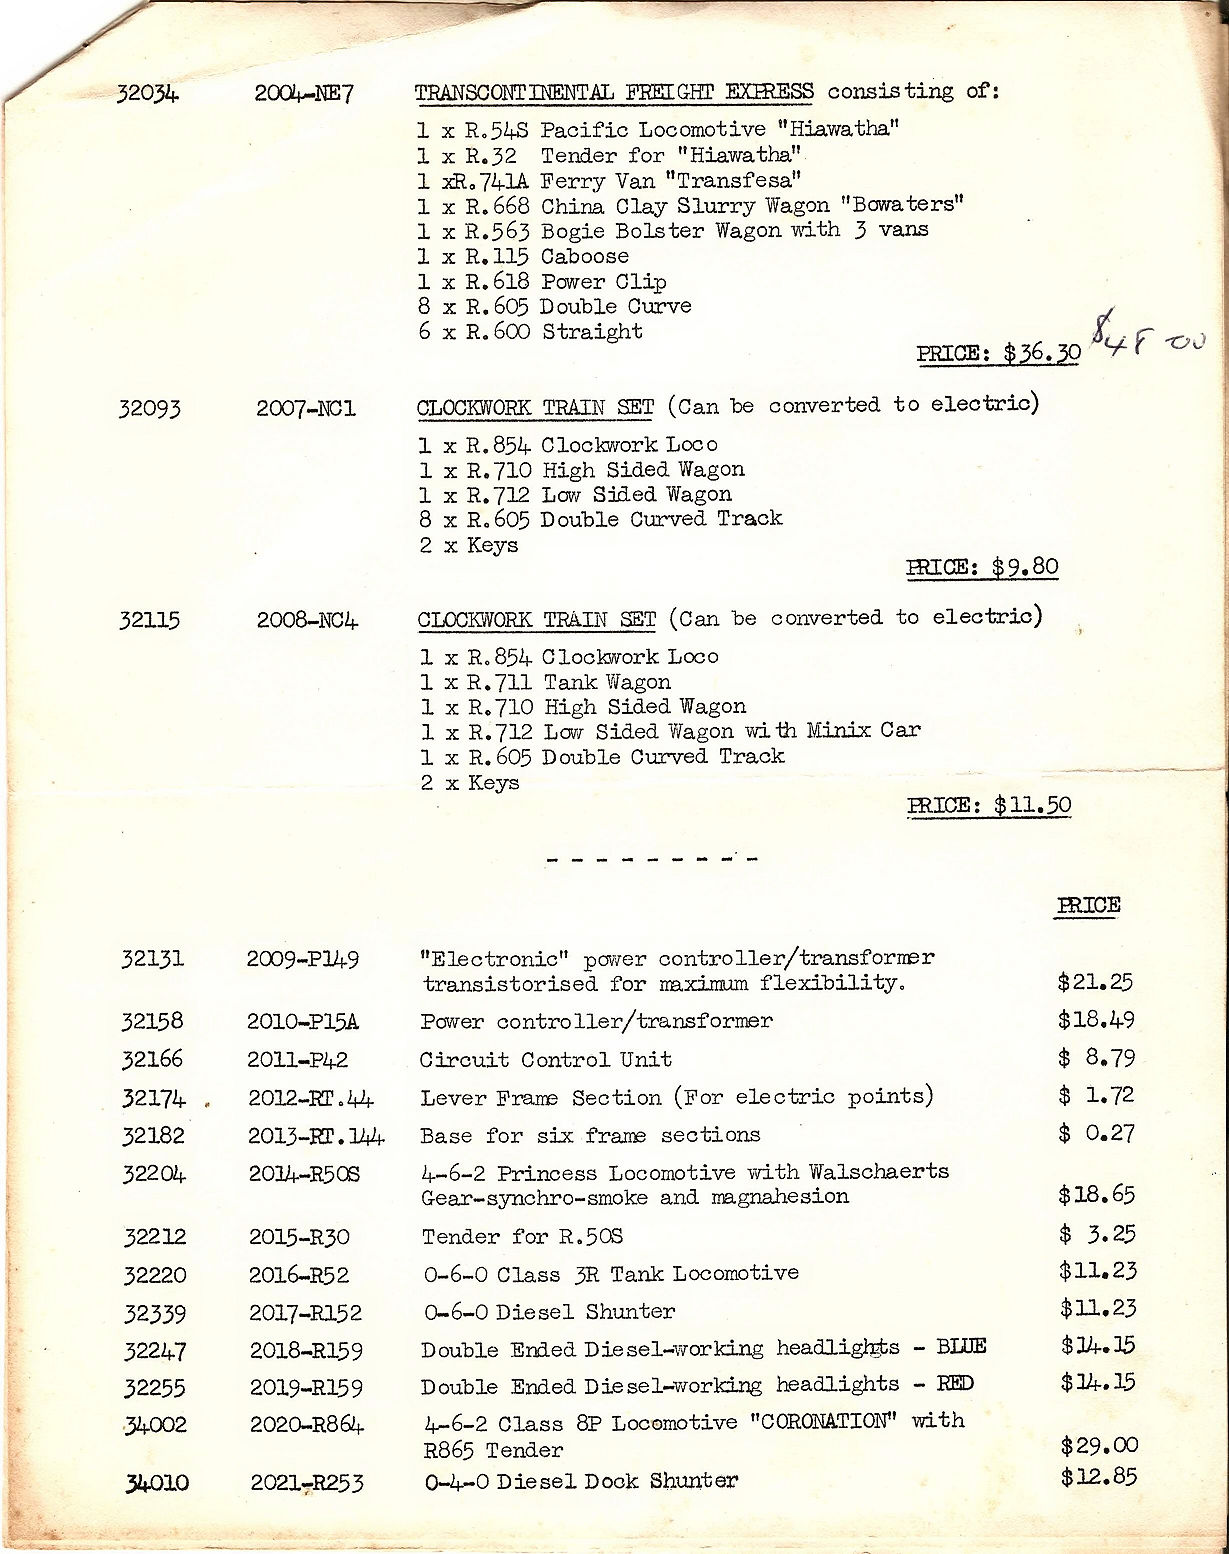 32034 2004-NE7 TRANSCONTINENTAL FREIGHT EXPRESS consisting of:
1 x R.54S Pacific Locomotive "Hiawatha"
1 x R.32 Tender for "Hiawatha"
1 xR.741A Ferry Van "Transfesa"
1 x R.668 China Clay Slurry Wagon "Bowaters"
1 x R.563 Bogie Bolster Wagon with 3 vans
1 x R.115 Caboose
1 x R.618 Power Clip
8 x R.605 Double Curve
6 x R.600 Straight
PRICE: $36.30 $48-00
32093 2007-NC1 CLOCKWORK TRAIN SET (Can be converted to electric)
1 x R.854 Clockwork Loco
1 x R.710 High Sided Wagon
1 x R.712 Low Sided Wagon
8 x R.605 Double Curved Track
2 x Keys
PRICE: $9.80
32115 2008-NC4 CLOCKWORK TRAIN SET (Can be converted to electric)
1 x R.854 Clockwork Loco
1 x R.711 Tank Wagon
1 x R.710 High Sided Wagon
1 x R.712 Low Sided Wagon with Minix Car
1 x R.605 Double Curved Track
2 x Keys
PRICE: $11.50
- - - - - - - - -
PRICE
32131 2009-P149 "Electronic" power controller/transformer
transistorised for maximum flexibility. $21.25
32158 2010-P15A Power controller/transformer $18.49
32166 2011-P42 Circuit Control Unit $ 8.79
32174 2012-RT.44 Lever Frame Section (For electric points) $ 1.72
32182 2013-RT.144 Base for six frame sections $ 0.27
32204 2014-R50S 4-6-2 Princess Locomotive with Walschaerts
Gear-synchro-smoke and magnahesion $18.65
32212 2015-R30 Tender for R.50S $ 3.25
32220 2016-R52 0-6-0 Class 3R Tank Locomotive $11.23
32339 2017-R152 0-6-0 Diesel Shunter $11.23
32247 2018-R159 Double Ended Diesel-working headlights - BLUE $14.15
32255 2019-R159 Double Ended Diesel-working headlights - RED $14.15
34002 2020-R864 4-6-2 Class 8P Locomotive "CORONATION" with
R865 Tender $29.00
34010 2021-R253 0-4-0 Diesel Dock Shunter $12.85